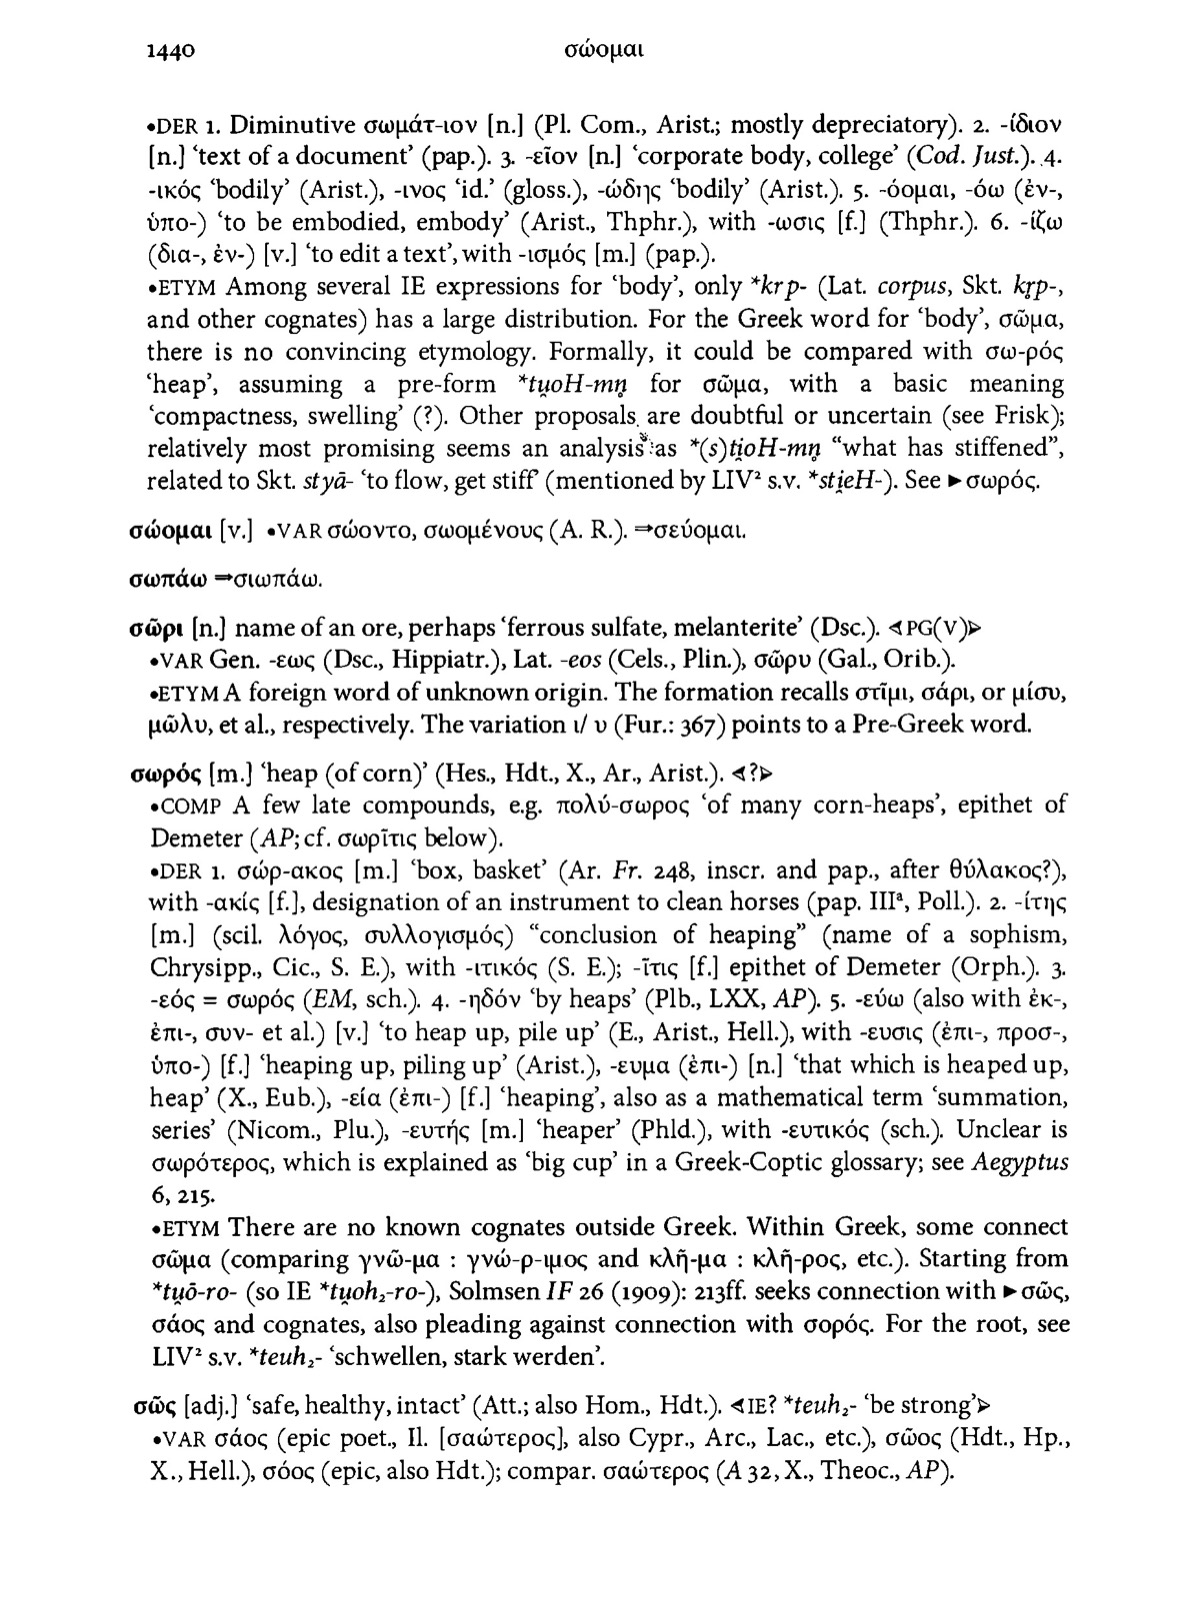 1440 σώομαι
•DER 1. Diminutive σωμάτ-ιον [n.] (Pl. Com., Arist.; mostly depreciatory). 2. -ίδιον
[n.] ‘text of a document’ (pap.). 3. -εῖον [n.] ‘corporate body, college’ (Cod. Just.). 4.
-ικός ‘bodily’ (Arist.), -ινος ‘id.’ (gloss.), -ώδης ‘bodily’ (Arist.). 5. -όομαι, -όω (ἐν-,
ὑπο-) ‘to be embodied, embody’ (Arist., Thphr.), with -ωσις [f.] (Thphr.). 6. -ίζω
(δια-, ἐν-) [v.] ‘to edit a text’, with -ισμός [m.] (pap.).
•ETYM Among several IE expressions for ‘body’, only *krp- (Lat. corpus, Skt. kr̥p-,
and other cognates) has a large distribution. For the Greek word for ‘body’, σῶμα,
there is no convincing etymology. Formally, it could be compared with σω-ρός
‘heap’, assuming a pre-form *tu̯oH-mn̥ for σῶμα, with a basic meaning
‘compactness, swelling’ (?). Other proposals are doubtful or uncertain (see Frisk);
relatively most promising seems an analysis as *(s)ti̯oH-mn̥ “what has stiffened”,
related to Skt. styā- ‘to flow, get stiff’ (mentioned by LIV² s.v. *sti̯eH-). See ►σωρός.
σώομαι [v.] •VAR σώοντο, σωομένους (A. R.). ⇒σεύομαι.
σωπάω ⇒σιωπάω.
σῶρι [n.] name of an ore, perhaps ‘ferrous sulfate, melanterite’ (Dsc.). ◁PG(V)▷
•VAR Gen. -εως (Dsc., Hippiatr.), Lat. -eos (Cels., Plin.), σῶρυ (Gal., Orib.).
•ETYM A foreign word of unknown origin. The formation recalls στῖμι, σάρι, or μίσυ,
μῶλυ, et al., respectively. The variation ι/ υ (Fur.: 367) points to a Pre-Greek word.
σωρός [m.] ‘heap (of corn)’ (Hes., Hdt., X., Ar., Arist.). ◁?▷
•COMP A few late compounds, e.g. πολύ-σωρος ‘of many corn-heaps’, epithet of
Demeter (AP; cf. σωρῖτις below).
•DER 1. σώρ-ακος [m.] ‘box, basket’ (Ar. Fr. 248, inscr. and pap., after θύλακος?),
with -ακίς [f.], designation of an instrument to clean horses (pap. IIIᵃ, Poll.). 2. -ίτης
[m.] (scil. λόγος, συλλογισμός) “conclusion of heaping” (name of a sophism,
Chrysipp., Cic., S. E.), with -ιτικός (S. E.); -ῖτις [f.] epithet of Demeter (Orph.). 3.
-εός = σωρός (EM, sch.). 4. -ηδόν ‘by heaps’ (Plb., LXX, AP). 5. -εύω (also with ἐκ-,
ἐπι-, συν- et al.) [v.] ‘to heap up, pile up’ (E., Arist., Hell.), with -ευσις (ἐπι-, προσ-,
ὑπο-) [f.] ‘heaping up, piling up’ (Arist.), -ευμα (ἐπι-) [n.] ‘that which is heaped up,
heap’ (X., Eub.), -εία (ἐπι-) [f.] ‘heaping’, also as a mathematical term ‘summation,
series’ (Nicom., Plu.), -ευτής [m.] ‘heaper’ (Phld.), with -ευτικός (sch.). Unclear is
σωρότερος, which is explained as ‘big cup’ in a Greek-Coptic glossary; see Aegyptus
6, 215.
•ETYM There are no known cognates outside Greek. Within Greek, some connect
σῶμα (comparing γνῶ-μα : γνώ-ρ-ιμος and κλῆ-μα : κλῆ-ρος, etc.). Starting from
*tu̯ō-ro- (so IE *tu̯oh₂-ro-), Solmsen IF 26 (1909): 213ff. seeks connection with ►σῶς,
σάος and cognates, also pleading against connection with σορός. For the root, see
LIV² s.v. *teuh₂- ‘schwellen, stark werden’.
σῶς [adj.] ‘safe, healthy, intact’ (Att.; also Hom., Hdt.). ◁IE? *teuh₂- ‘be strong’▷
•VAR σάος (epic poet., Il. [σαώτερος], also Cypr., Arc., Lac., etc.), σῶος (Hdt., Hp.,
X., Hell.), σόος (epic, also Hdt.); compar. σαώτερος (A 32, X., Theoc., AP).